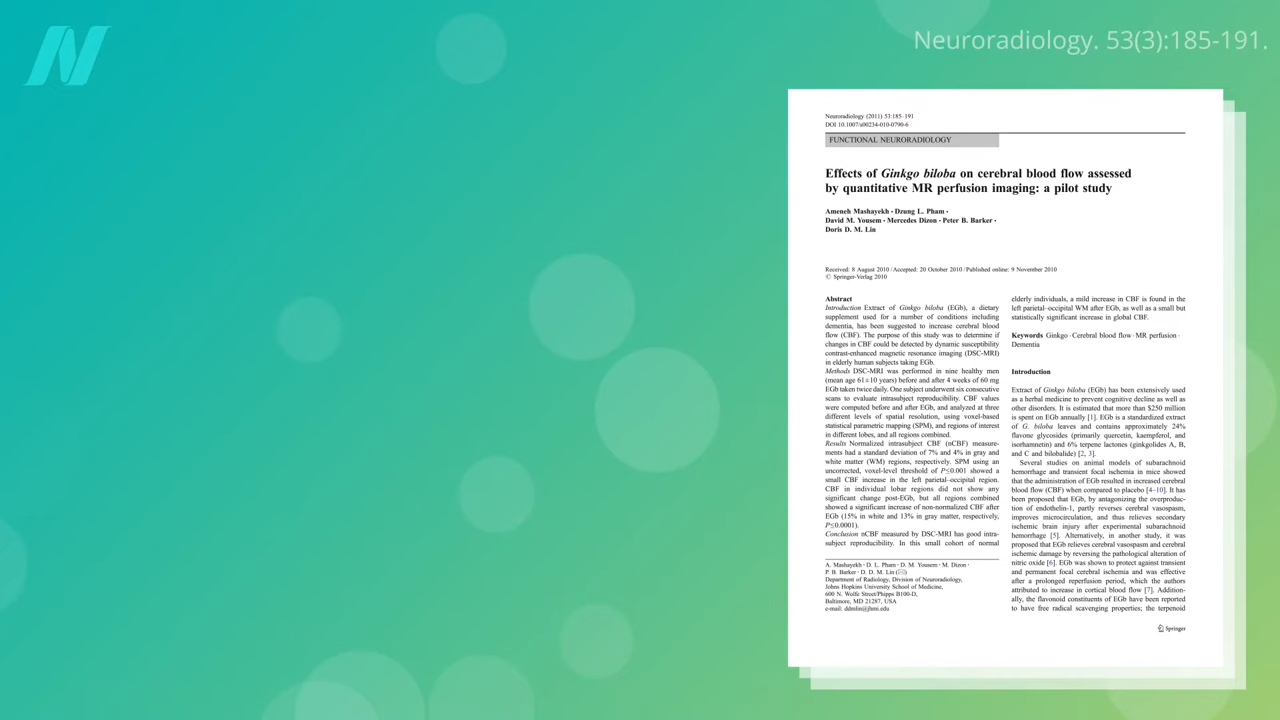 Neuroradiology. 53(3):185-191.
Neuroradiology (2011) 53:185–191
DOI 10.1007/s00234-010-0790-6
FUNCTIONAL NEURORADIOLOGY
Effects of Ginkgo biloba on cerebral blood flow assessed
by quantitative MR perfusion imaging: a pilot study
Ameneh Mashayekh · Dzung L. Pham ·
David M. Yousem · Mercedes Dizon · Peter B. Barker ·
Doris D. M. Lin
Received: 8 August 2010 / Accepted: 20 October 2010 / Published online: 9 November 2010
© Springer-Verlag 2010
Abstract
Introduction Extract of Ginkgo biloba (EGb), a dietary
supplement used for a number of conditions including
dementia, has been suggested to increase cerebral blood
flow (CBF). The purpose of this study was to determine if
changes in CBF could be detected by dynamic susceptibility
contrast-enhanced magnetic resonance imaging (DSC-MRI)
in elderly human subjects taking EGb.
Methods DSC-MRI was performed in nine healthy men
(mean age 61±10 years) before and after 4 weeks of 60 mg
EGb taken twice daily. One subject underwent six consecutive
scans to evaluate intrasubject reproducibility. CBF values
were computed before and after EGb, and analyzed at three
different levels of spatial resolution, using voxel-based
statistical parametric mapping (SPM), and regions of interest
in different lobes, and all regions combined.
Results Normalized intrasubject CBF (nCBF) measure-
ments had a standard deviation of 7% and 4% in gray and
white matter (WM) regions, respectively. SPM using an
uncorrected, voxel-level threshold of P≤0.001 showed a
small CBF increase in the left parietal–occipital region.
CBF in individual lobar regions did not show any
significant change post-EGb, but all regions combined
showed a significant increase of non-normalized CBF after
EGb (15% in white and 13% in gray matter, respectively,
P≤0.0001).
Conclusion nCBF measured by DSC-MRI has good intra-
subject reproducibility. In this small cohort of normal
A. Mashayekh · D. L. Pham · D. M. Yousem · M. Dizon ·
P. B. Barker · D. D. M. Lin (✉)
Department of Radiology, Division of Neuroradiology,
Johns Hopkins University School of Medicine,
600 N. Wolfe Street/Phipps B100-D,
Baltimore, MD 21287, USA
e-mail: ddmlin@jhmi.edu
elderly individuals, a mild increase in CBF is found in the
left parietal–occipital WM after EGb, as well as a small but
statistically significant increase in global CBF.
Keywords Ginkgo · Cerebral blood flow · MR perfusion ·
Dementia
Introduction
Extract of Ginkgo biloba (EGb) has been extensively used
as a herbal medicine to prevent cognitive decline as well as
other disorders. It is estimated that more than $250 million
is spent on EGb annually [1]. EGb is a standardized extract
of G. biloba leaves and contains approximately 24%
flavone glycosides (primarily quercetin, kaempferol, and
isorhamnetin) and 6% terpene lactones (ginkgolides A, B,
and C and bilobalide) [2, 3].
Several studies on animal models of subarachnoid
hemorrhage and transient focal ischemia in mice showed
that the administration of EGb resulted in increased cerebral
blood flow (CBF) when compared to placebo [4–10]. It has
been proposed that EGb, by antagonizing the overproduc-
tion of endothelin-1, partly reverses cerebral vasospasm,
improves microcirculation, and thus relieves secondary
ischemic brain injury after experimental subarachnoid
hemorrhage [5]. Alternatively, in another study, it was
proposed that EGb relieves cerebral vasospasm and cerebral
ischemic damage by reversing the pathological alteration of
nitric oxide [6]. EGb was shown to protect against transient
and permanent focal cerebral ischemia and was effective
after a prolonged reperfusion period, which the authors
attributed to increase in cortical blood flow [7]. Addition-
ally, the flavonoid constituents of EGb have been reported
to have free radical scavenging properties; the terpenoid
Springer